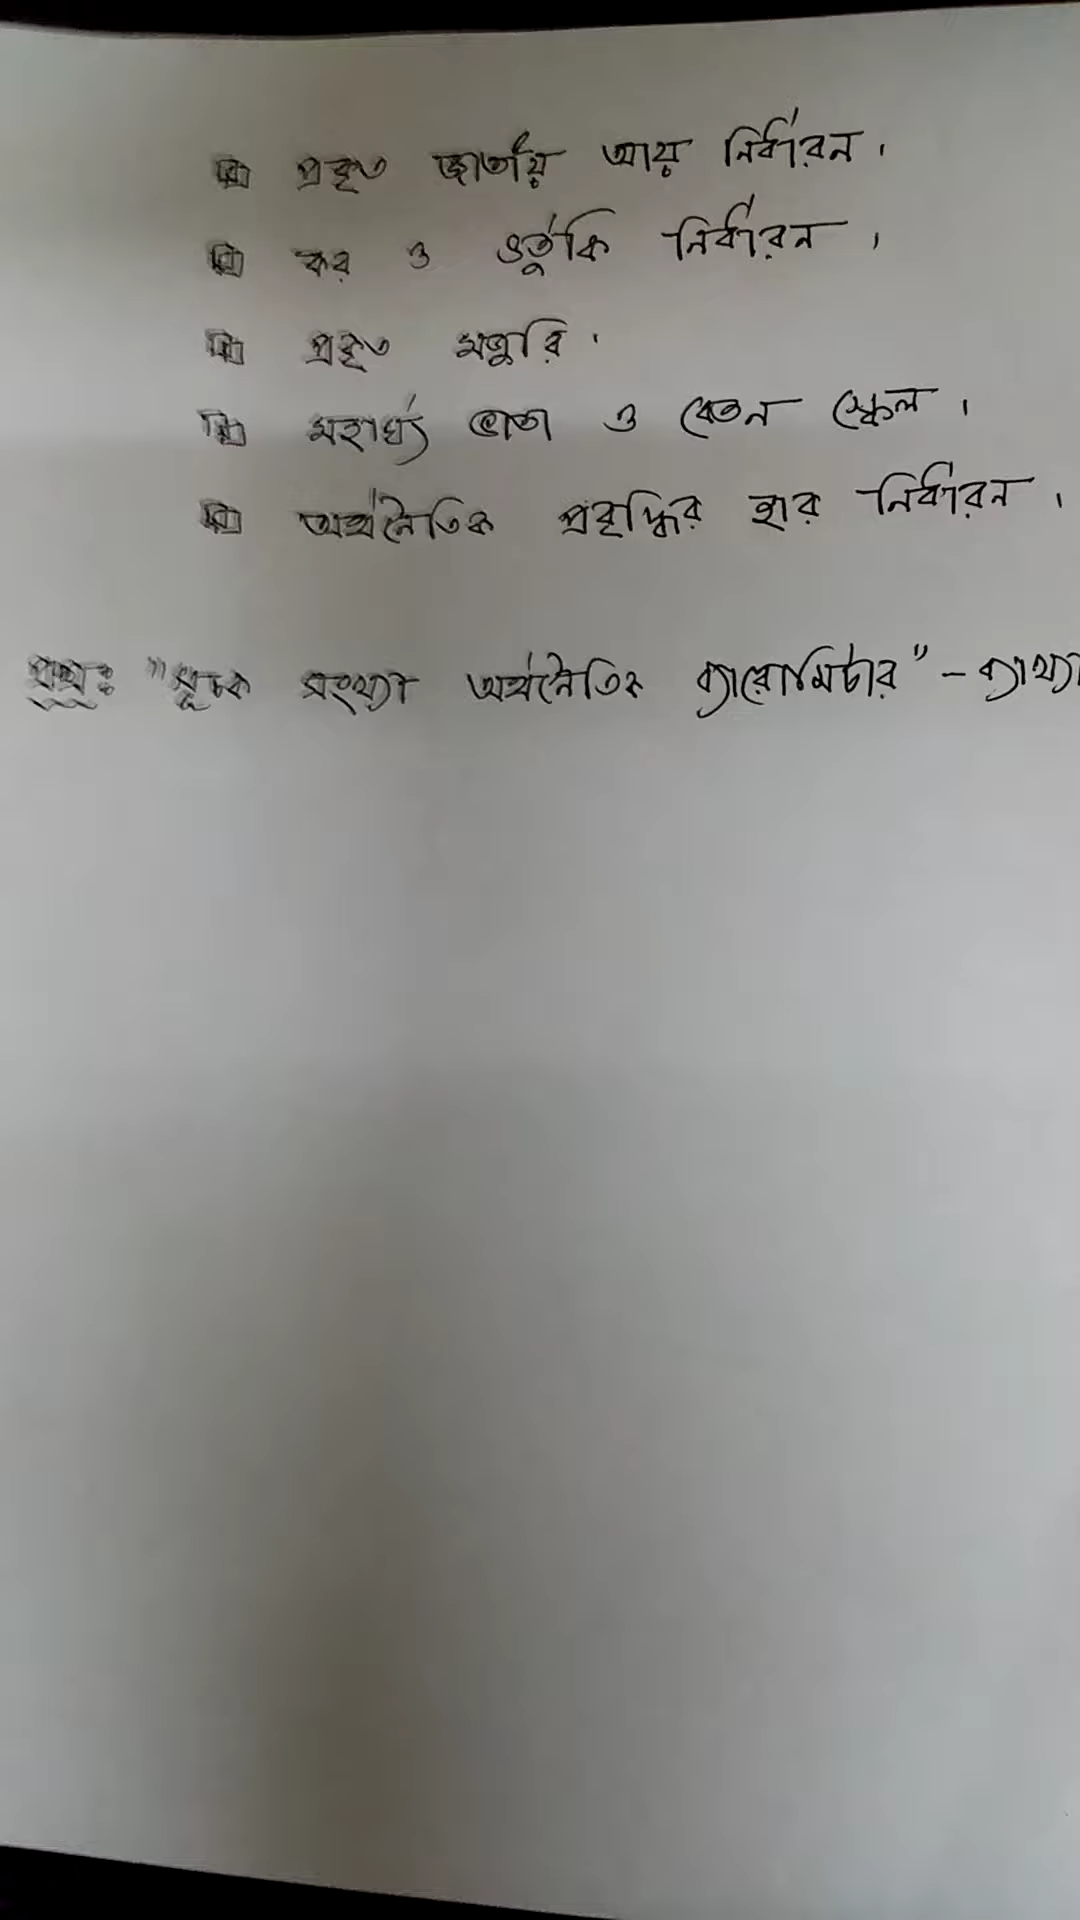 প্রকৃত জাতীয় আয় নির্ধারন।
কর ও ভর্তুকি নির্ধারন।
প্রকৃত মজুরি।
মহার্ঘ্য ভাতা ও বেতন স্কেল।
অর্থনৈতিক প্রবৃদ্ধির হার নির্ধারন।
প্রশ্ন: "সূচক সংখ্যা অর্থনৈতিক ব্যারোমিটার" - ব্যাখ্যা